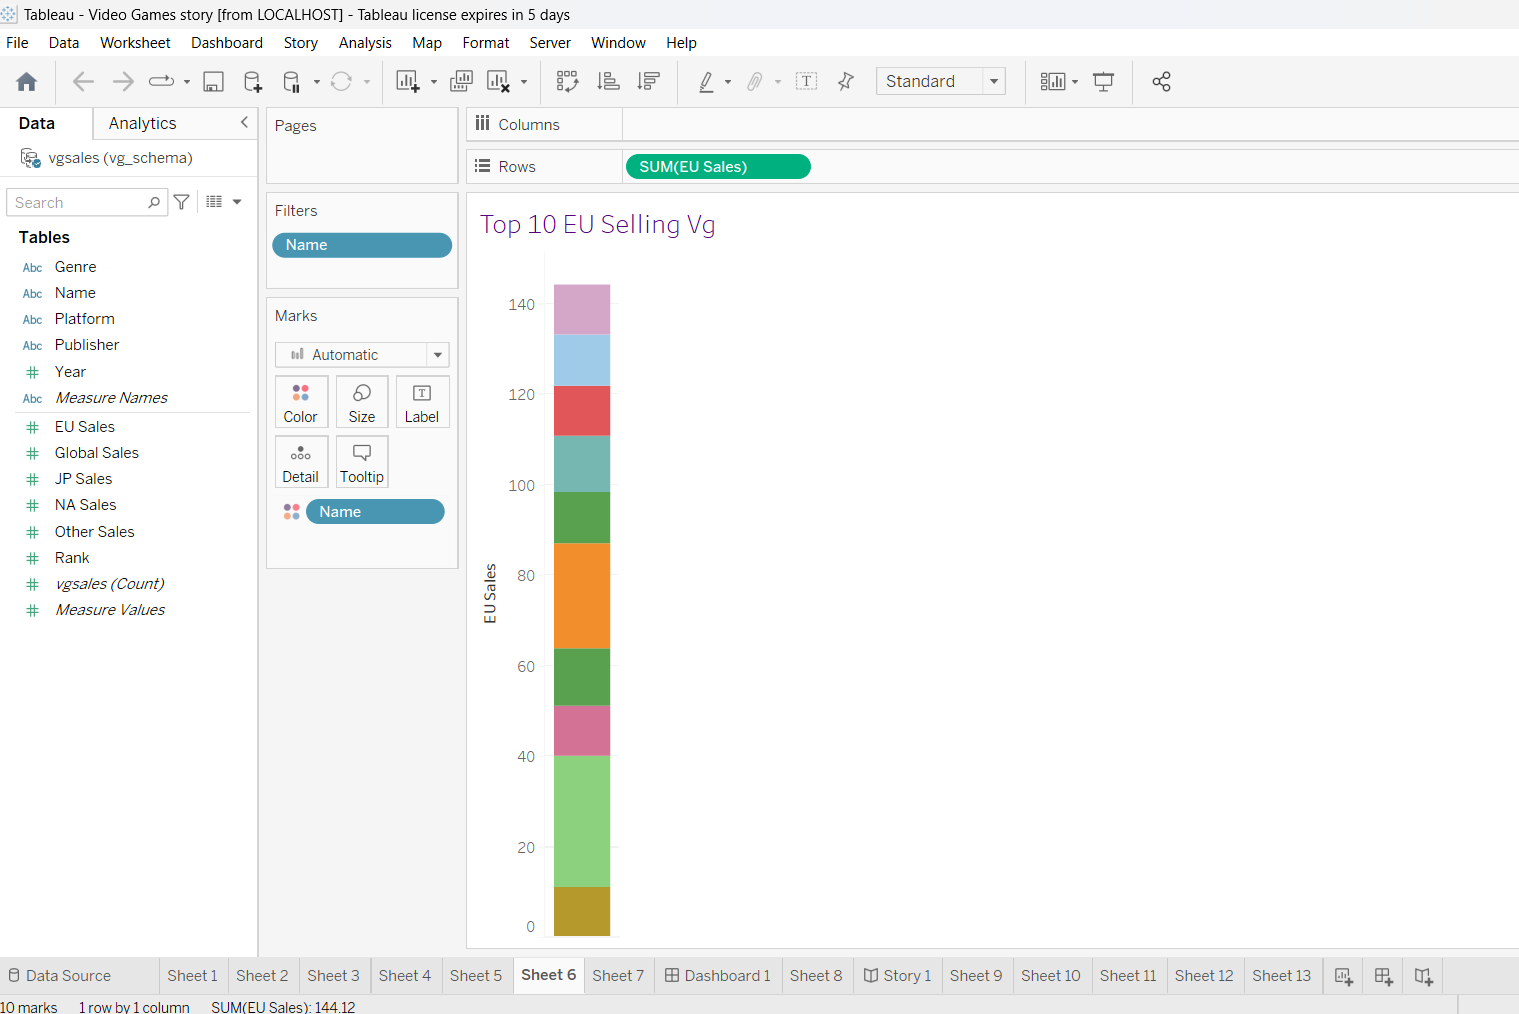 Tableau - Video Games story [from LOCALHOST] - Tableau license expires in 5 days
File Data Worksheet Dashboard Story Analysis Map Format Server Window Help
Standard
Data Analytics
vgsales (vg_schema)
Search
Tables
Abc Genre
Abc Name
Abc Platform
Abc Publisher
Year
Abc Measure Names
EU Sales
Global Sales
JP Sales
NA Sales
Other Sales
Rank
vgsales (Count)
Measure Values
Pages
Filters
Name
Marks
Automatic
Color Size Label
Detail Tooltip
Name
Columns
Rows SUM(EU Sales)
Top 10 EU Selling Vg
140
120
100
80
60
40
20
0
EU Sales
Data Source Sheet 1 Sheet 2 Sheet 3 Sheet 4 Sheet 5 Sheet 6 Sheet 7 Dashboard 1 Sheet 8 Story 1 Sheet 9 Sheet 10 Sheet 11 Sheet 12 Sheet 13
10 marks 1 row by 1 column SUM(EU Sales): 144.12